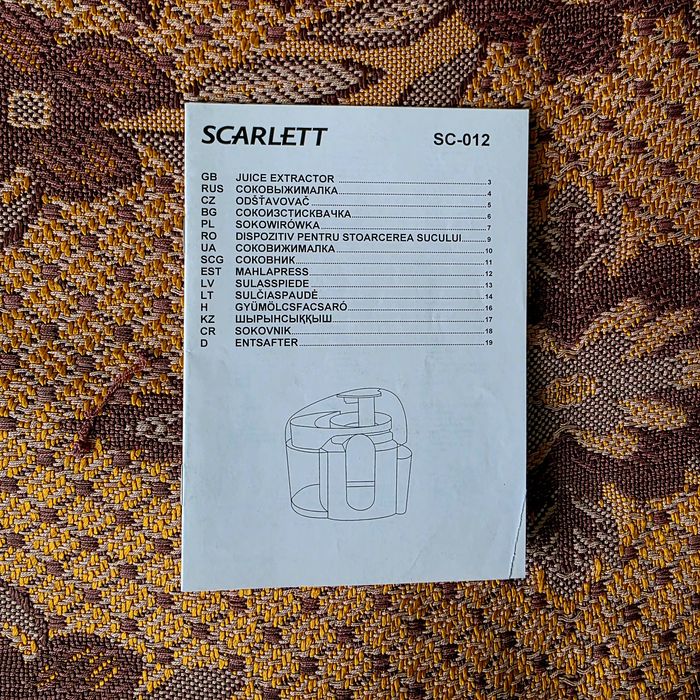 SCARLETT SC-012
GB JUICE EXTRACTOR 3
RUS СОКОВЫЖИМАЛКА 4
CZ ODŠŤAVOVAČ 5
BG СОКОИЗСТИСКВАЧКА 6
PL SOKOWIRÓWKA 7
RO DISPOZITIV PENTRU STOARCEREA SUCULUI 9
UA СОКОВИЖИМАЛКА 10
SCG СОКОВНИК 11
EST MAHLAPRESS 12
LV SULASSPIEDE 13
LT SULČIASPAUDĖ 14
H GYÜMÖLCSFACSARÓ 16
KZ ШЫРЫНСЫҚҚЫШ 17
CR SOKOVNIK 18
D ENTSAFTER 19